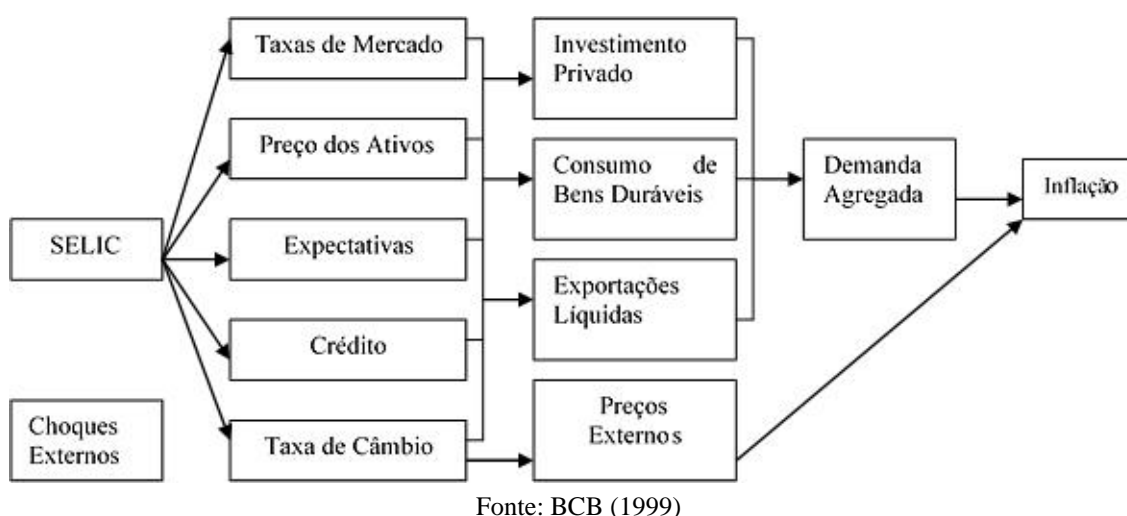 Taxas de Mercado
Preço dos Ativos
Expectativas
Crédito
Taxa de Câmbio
SELIC
Choques
Externos
Investimento
Privado
Consumo de
Bens Duráveis
Exportações
Líquidas
Preços
Externos
Demanda
Agregada
Inflação
Fonte: BCB (1999)